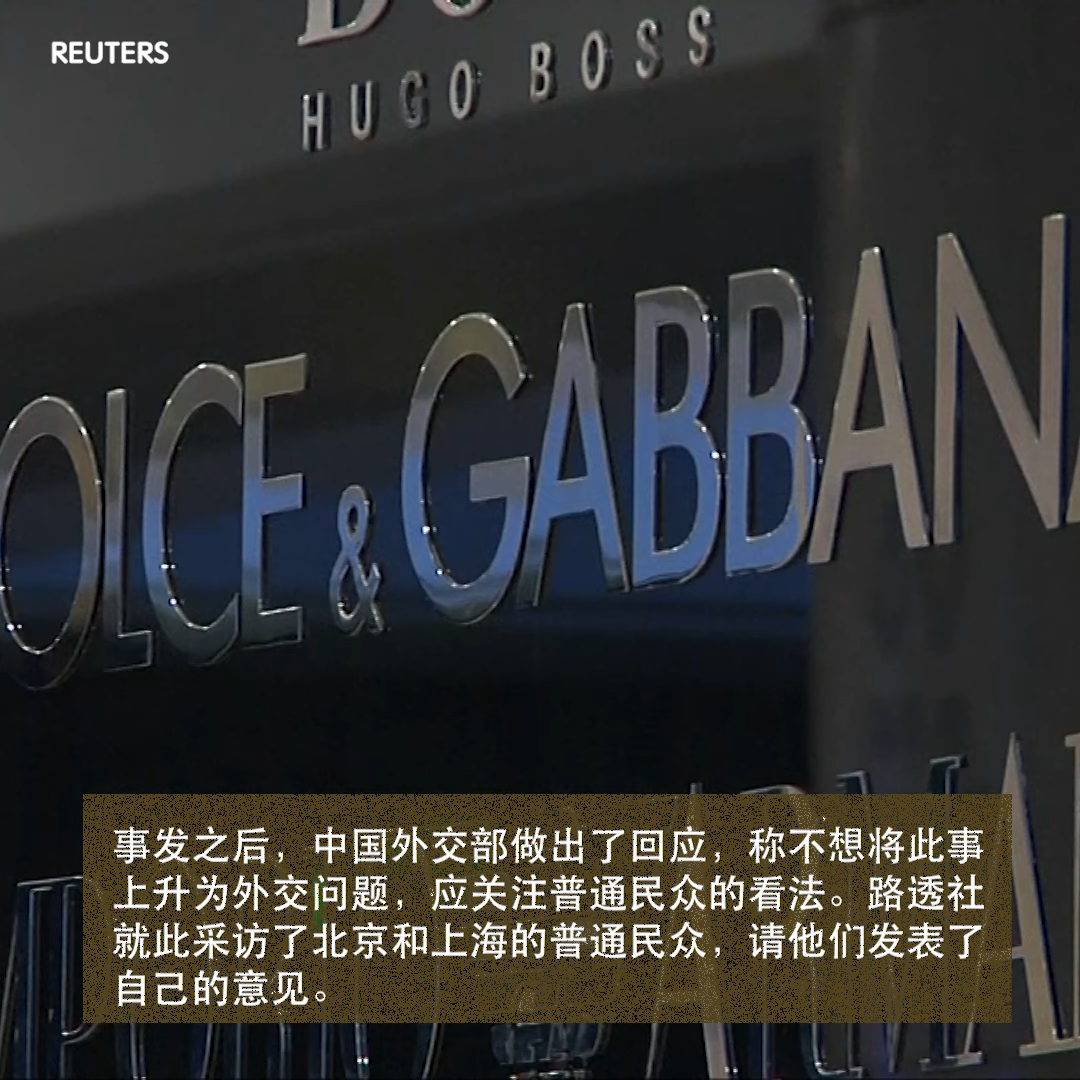 REUTERS
HUGO BOSS
OLCE & GABBAN
事发之后，中国外交部做出了回应，称不想将此事
上升为外交问题，应关注普通民众的看法。路透社
就此采访了北京和上海的普通民众，请他们发表了
自己的意见。